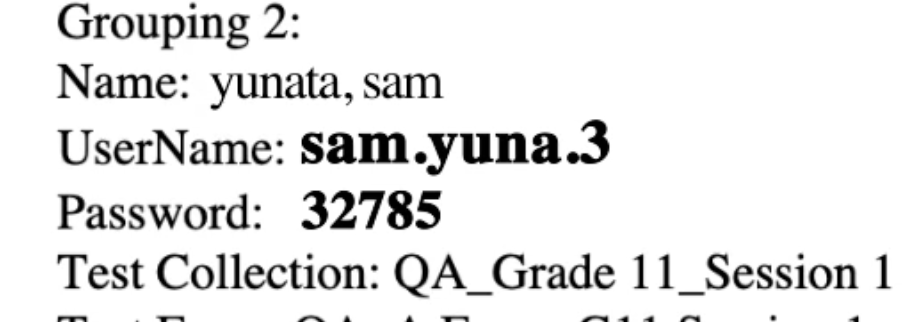 Grouping 2:
Name: yunata, sam
UserName: sam.yuna.3
Password: 32785
Test Collection: QA_Grade 11_Session 1